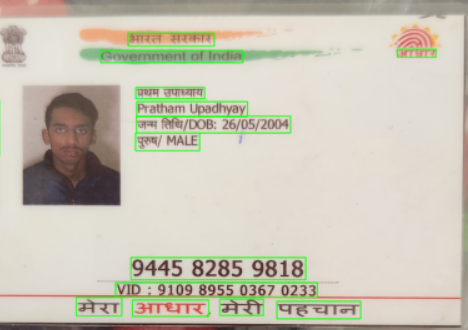 भारत सरकार
Government of India
आधार
प्रथम उपाध्याय
Pratham Upadhyay
जन्म तिथि/DOB: 26/05/2004
पुरुष/ MALE
9445 8285 9818
VID : 9109 8955 0367 0233
मेरा आधार, मेरी पहचान